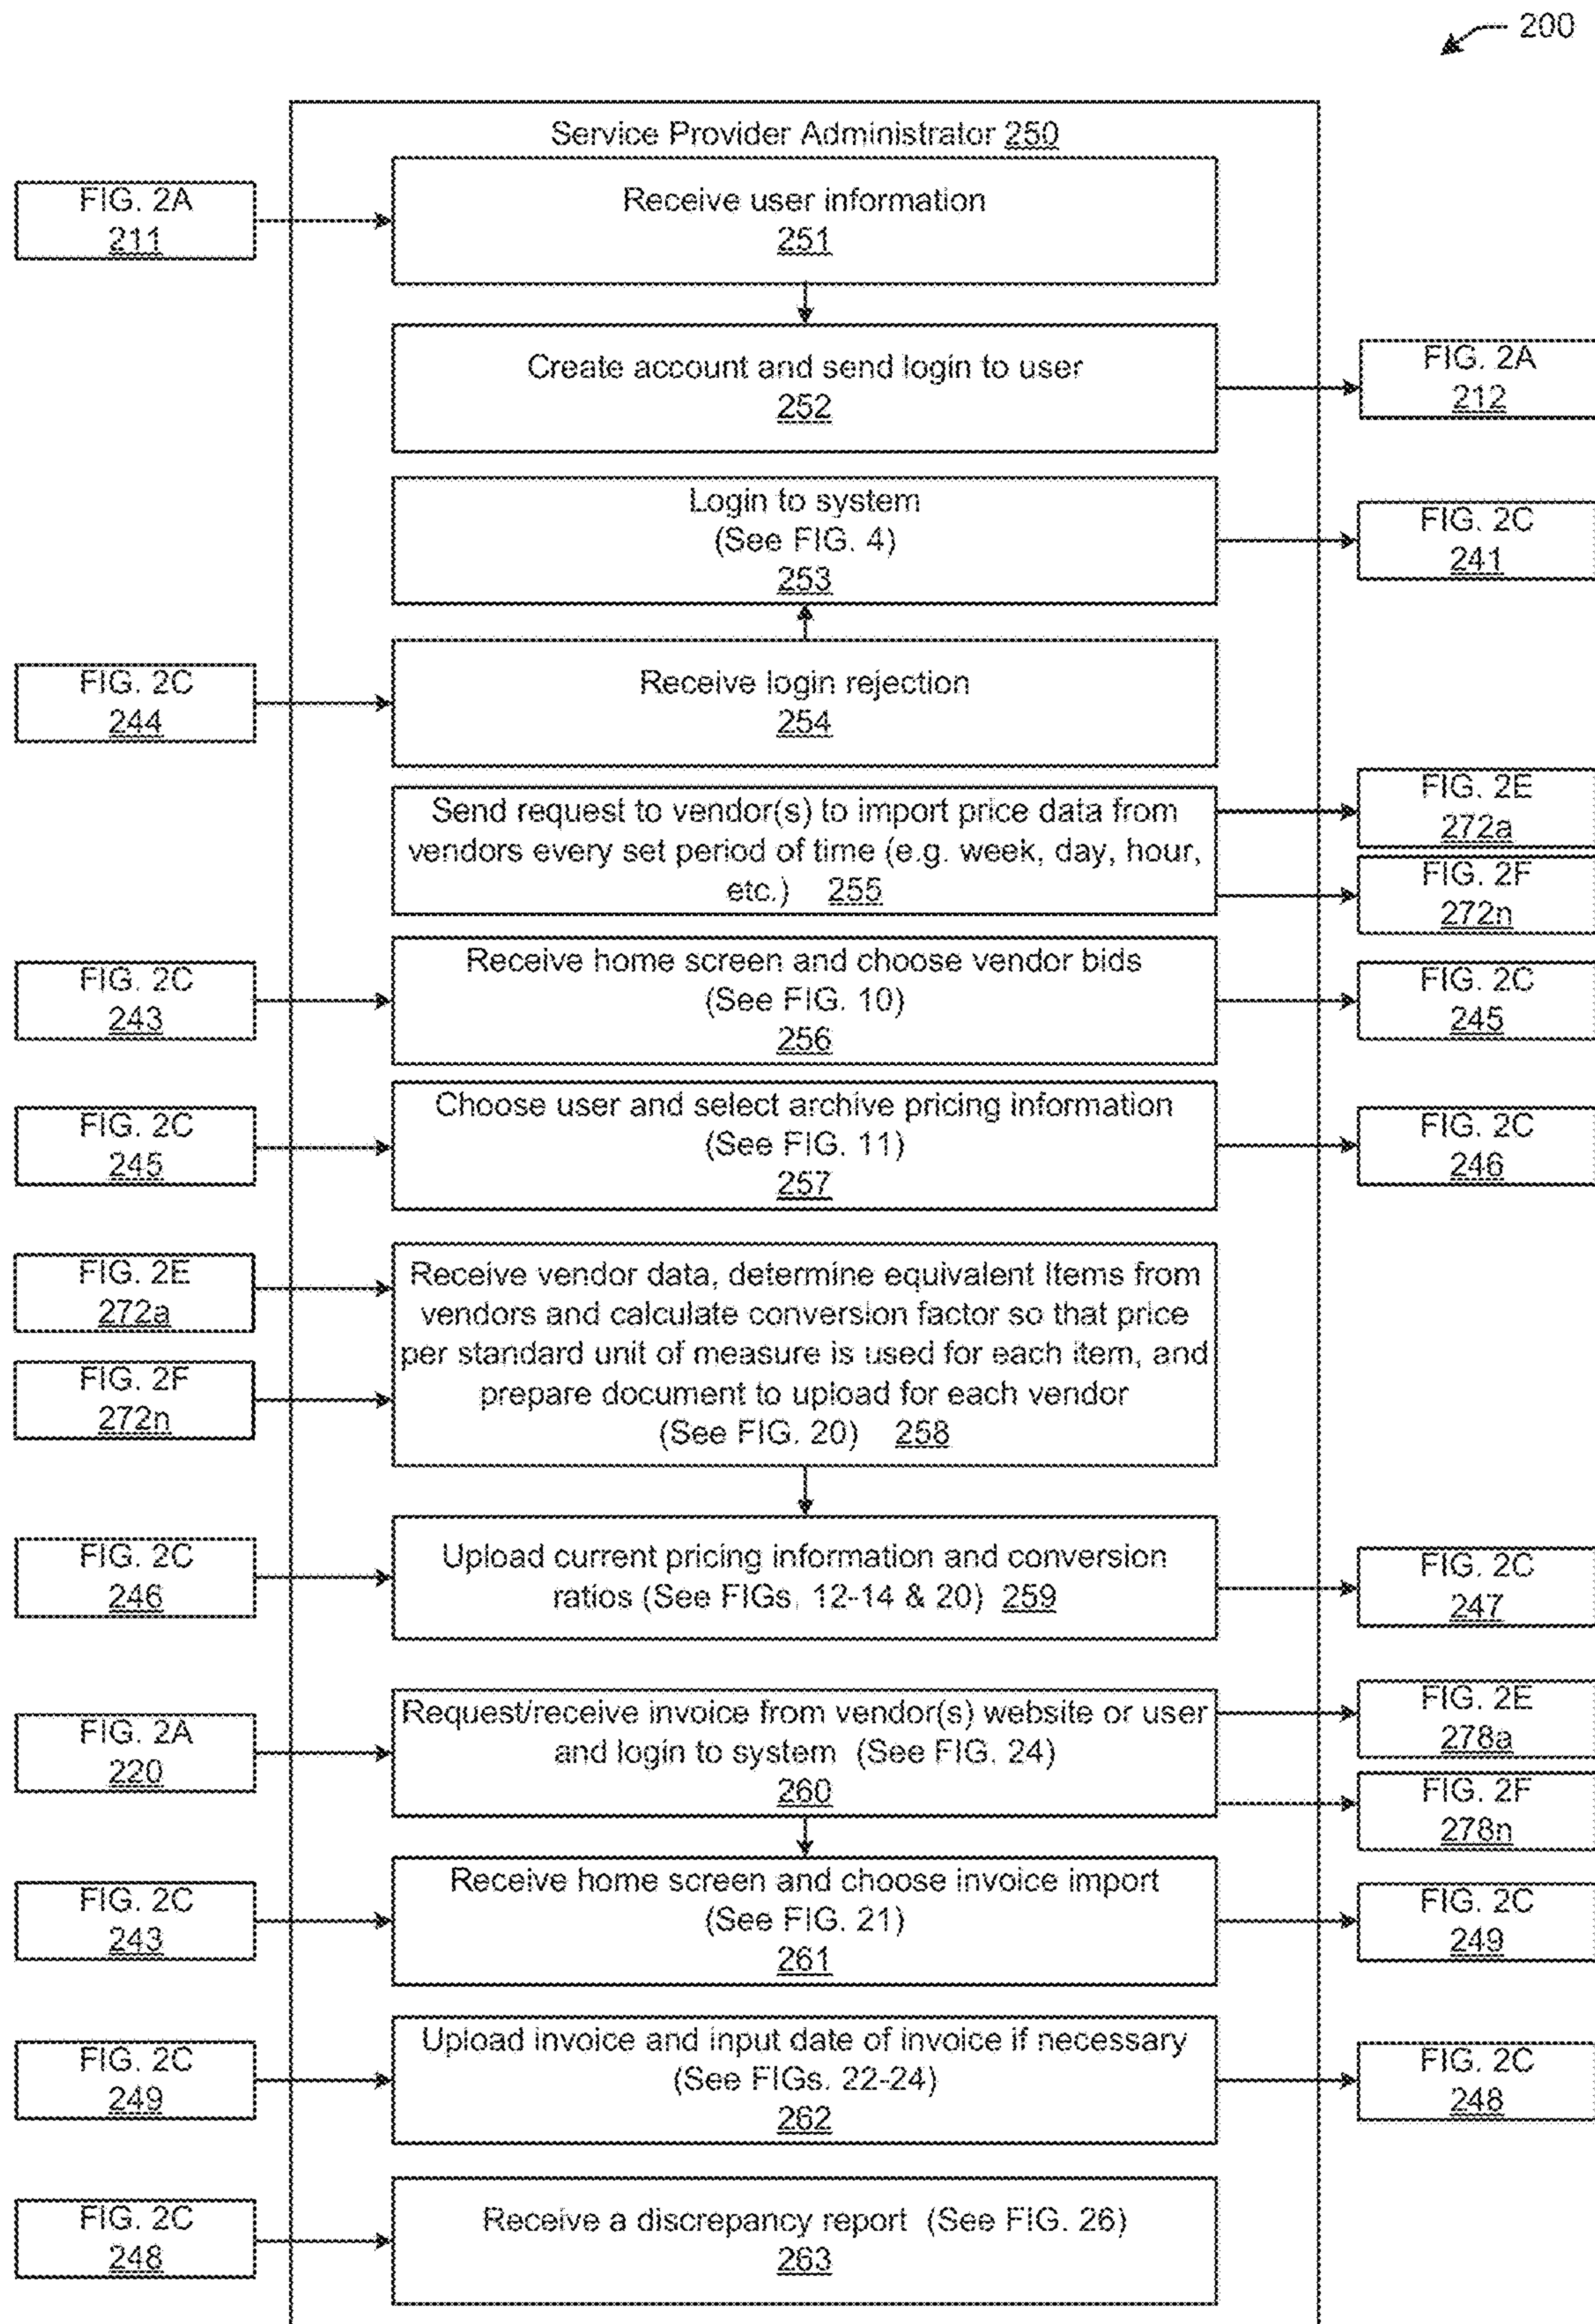 200
Service Provider Administrator 250
FIG. 2A
211
Receive user information
251
Create account and send login to user
252
FIG. 2A
212
Login to system
(See FIG. 4)
253
FIG. 2C
241
FIG. 2C
244
Receive login rejection
254
Send request to vendor(s) to import price data from
vendors every set period of time (e.g. week, day, hour,
etc.) 255
FIG. 2E
272a
FIG. 2F
272n
FIG. 2C
243
Receive home screen and choose vendor bids
(See FIG. 10)
256
FIG. 2C
245
FIG. 2C
245
Choose user and select archive pricing information
(See FIG. 11)
257
FIG. 2C
246
FIG. 2E
272a
FIG. 2F
272n
Receive vendor data, determine equivalent Items from
vendors and calculate conversion factor so that price
per standard unit of measure is used for each item, and
prepare document to upload for each vendor
(See FIG. 20) 258
FIG. 2C
246
Upload current pricing information and conversion
ratios (See FIGs. 12-14 & 20) 259
FIG. 2C
247
FIG. 2A
220
Request/receive invoice from vendor(s) website or user
and login to system (See FIG. 24)
260
FIG. 2E
278a
FIG. 2F
278n
FIG. 2C
243
Receive home screen and choose invoice import
(See FIG. 21)
261
FIG. 2C
249
FIG. 2C
249
Upload invoice and input date of invoice if necessary
(See FIGs. 22-24)
262
FIG. 2C
248
FIG. 2C
248
Receive a discrepancy report (See FIG. 26)
263